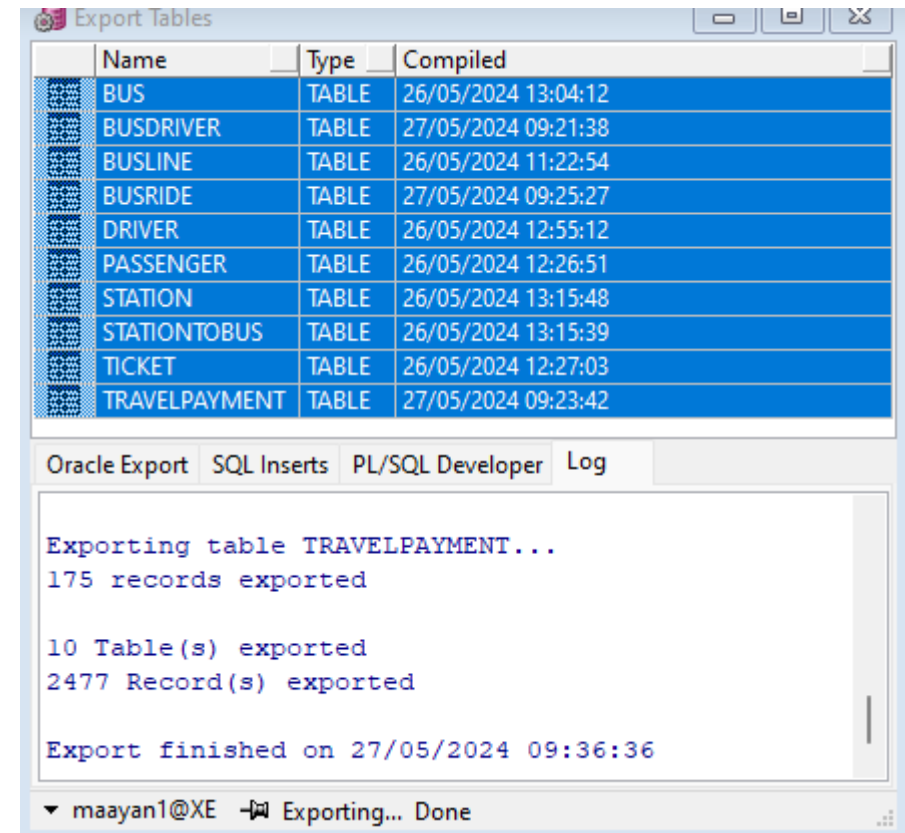 Export Tables
Name Type Compiled
BUS TABLE 26/05/2024 13:04:12
BUSDRIVER TABLE 27/05/2024 09:21:38
BUSLINE TABLE 26/05/2024 11:22:54
BUSRIDE TABLE 27/05/2024 09:25:27
DRIVER TABLE 26/05/2024 12:55:12
PASSENGER TABLE 26/05/2024 12:26:51
STATION TABLE 26/05/2024 13:15:48
STATIONTOBUS TABLE 26/05/2024 13:15:39
TICKET TABLE 26/05/2024 12:27:03
TRAVELPAYMENT TABLE 27/05/2024 09:23:42
Oracle Export SQL Inserts PL/SQL Developer Log
Exporting table TRAVELPAYMENT...
175 records exported
10 Table(s) exported
2477 Record(s) exported
Export finished on 27/05/2024 09:36:36
maayan1@XE Exporting... Done